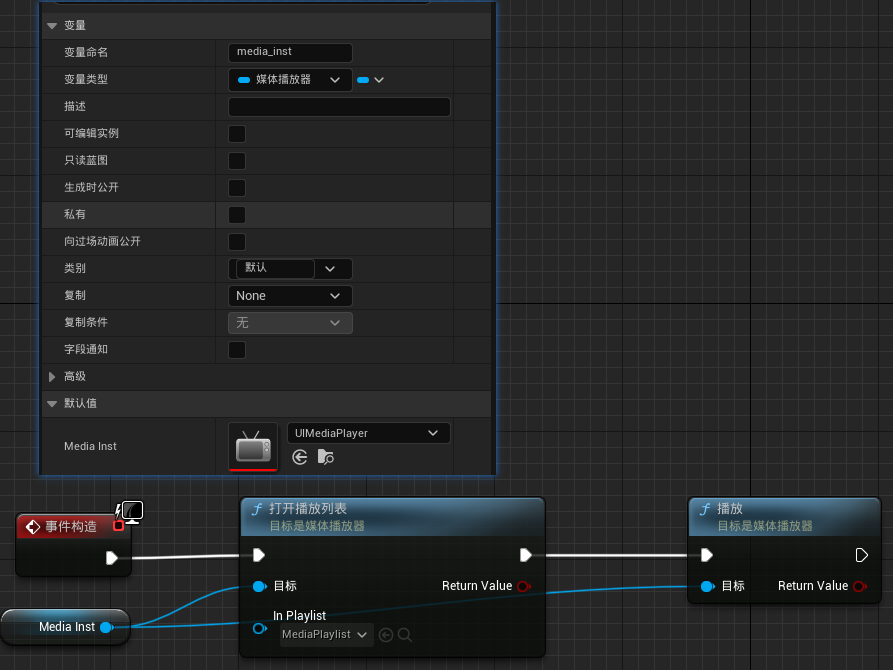 变量
变量命名
media_inst
变量类型
媒体播放器
描述
可编辑实例
只读蓝图
生成时公开
私有
向过场动画公开
类别
默认
复制
None
复制条件
无
字段通知
高级
默认值
Media Inst
UIMediaPlayer
事件构造
打开播放列表
目标是媒体播放器
目标
Return Value
In Playlist
MediaPlaylist
播放
目标是媒体播放器
目标
Return Value
Media Inst